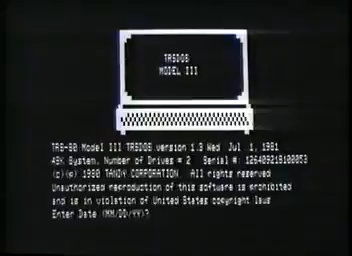 TRSDOS
MODEL III
TRS-80 Model III TRSDOS version 1.3 Wed Jul 1, 1981
48K System, Number of Drives = 2 Serial #: 126409218100053
(c)(p) 1980 TANDY CORPORATION. All rights reserved
Unauthorized reproduction of this software is prohibited
and is in violation of United States copyright laws
Enter Date (MM/DD/YY)?